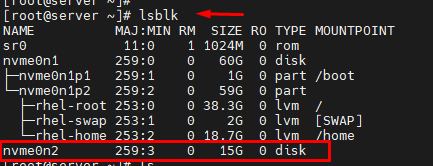 [root@server ~]#
[root@server ~]# lsblk
NAME MAJ:MIN RM SIZE RO TYPE MOUNTPOINT
sr0 11:0 1 1024M 0 rom
nvme0n1 259:0 0 60G 0 disk
├─nvme0n1p1 259:1 0 1G 0 part /boot
└─nvme0n1p2 259:2 0 59G 0 part
├─rhel-root 253:0 0 38.3G 0 lvm /
├─rhel-swap 253:1 0 2G 0 lvm [SWAP]
└─rhel-home 253:2 0 18.7G 0 lvm /home
nvme0n2 259:3 0 15G 0 disk
[root@server ~]# ls